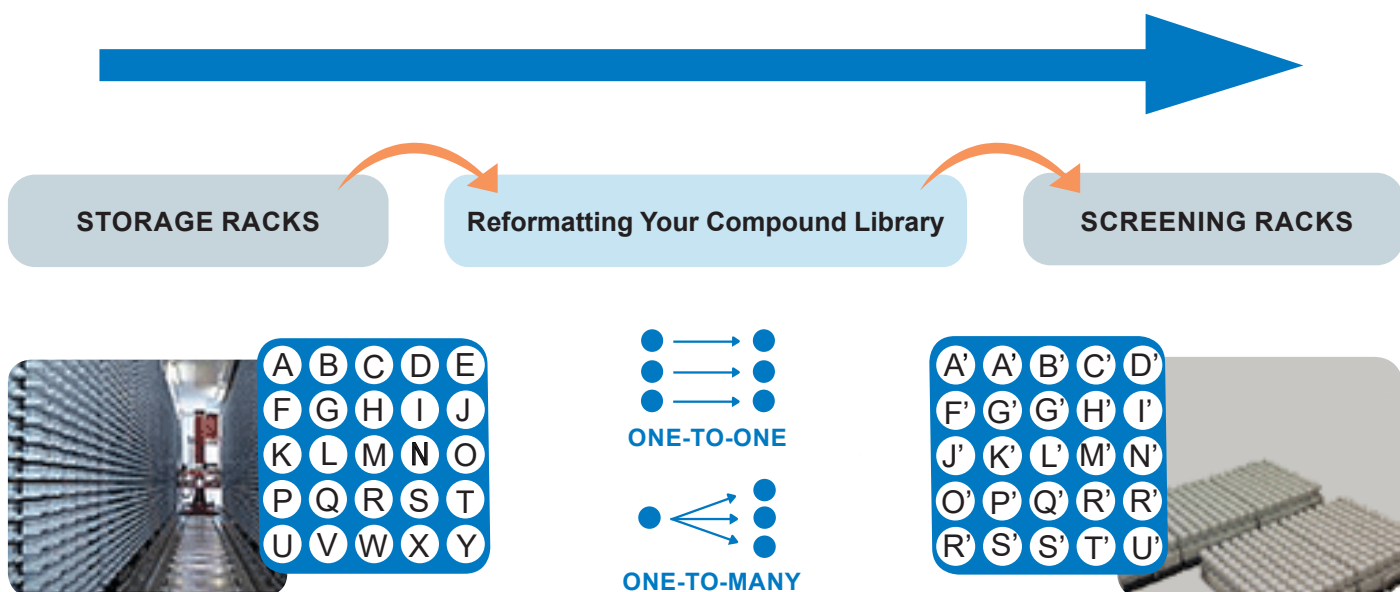 STORAGE RACKS
Reformatting Your Compound Library
SCREENING RACKS
A B C D E
F G H I J
K L M N O
P Q R S T
U V W X Y
ONE-TO-ONE
ONE-TO-MANY
A’ A’ B’ C’ D’
F’ G’ G’ H’ I’
J’ K’ L’ M’ N’
O’ P’ Q’ R’ R’
R’ S’ S’ T’ U’